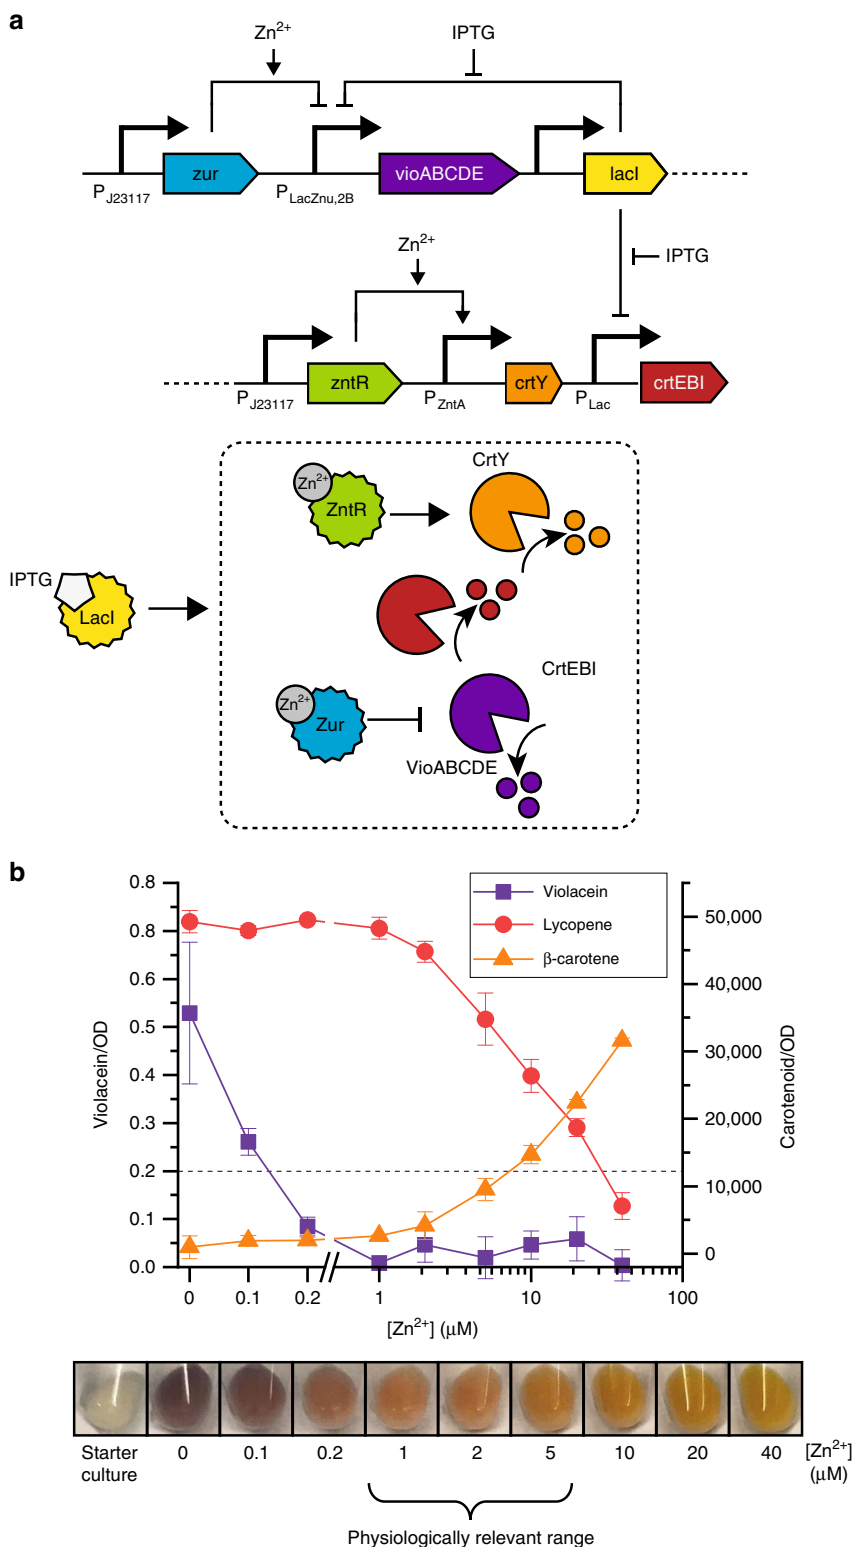 a
Zn2+
IPTG
zur
vioABCDE
lacI
PJ23117
PLacZnu,2B
Zn2+
IPTG
zntR
crtY
crtEBI
PJ23117
PZntA
PLac
CrtY
Zn2+
ZntR
IPTG
LacI
CrtEBI
Zn2+
Zur
VioABCDE
b
0.8
0.8
0.6
0.5
0.4
0.3
0.2
0.1
0.0
Violacein/OD
Violacein
Lycopene
β-carotene
50,000
40,000
30,000
20,000
10,000
0
Carotenoid/OD
0 0.1 0.2 1 10 100
[Zn2+] (μM)
Starter culture
0 0.1 0.2 1 2 5 10 20 40
[Zn2+] (μM)
Physiologically relevant range